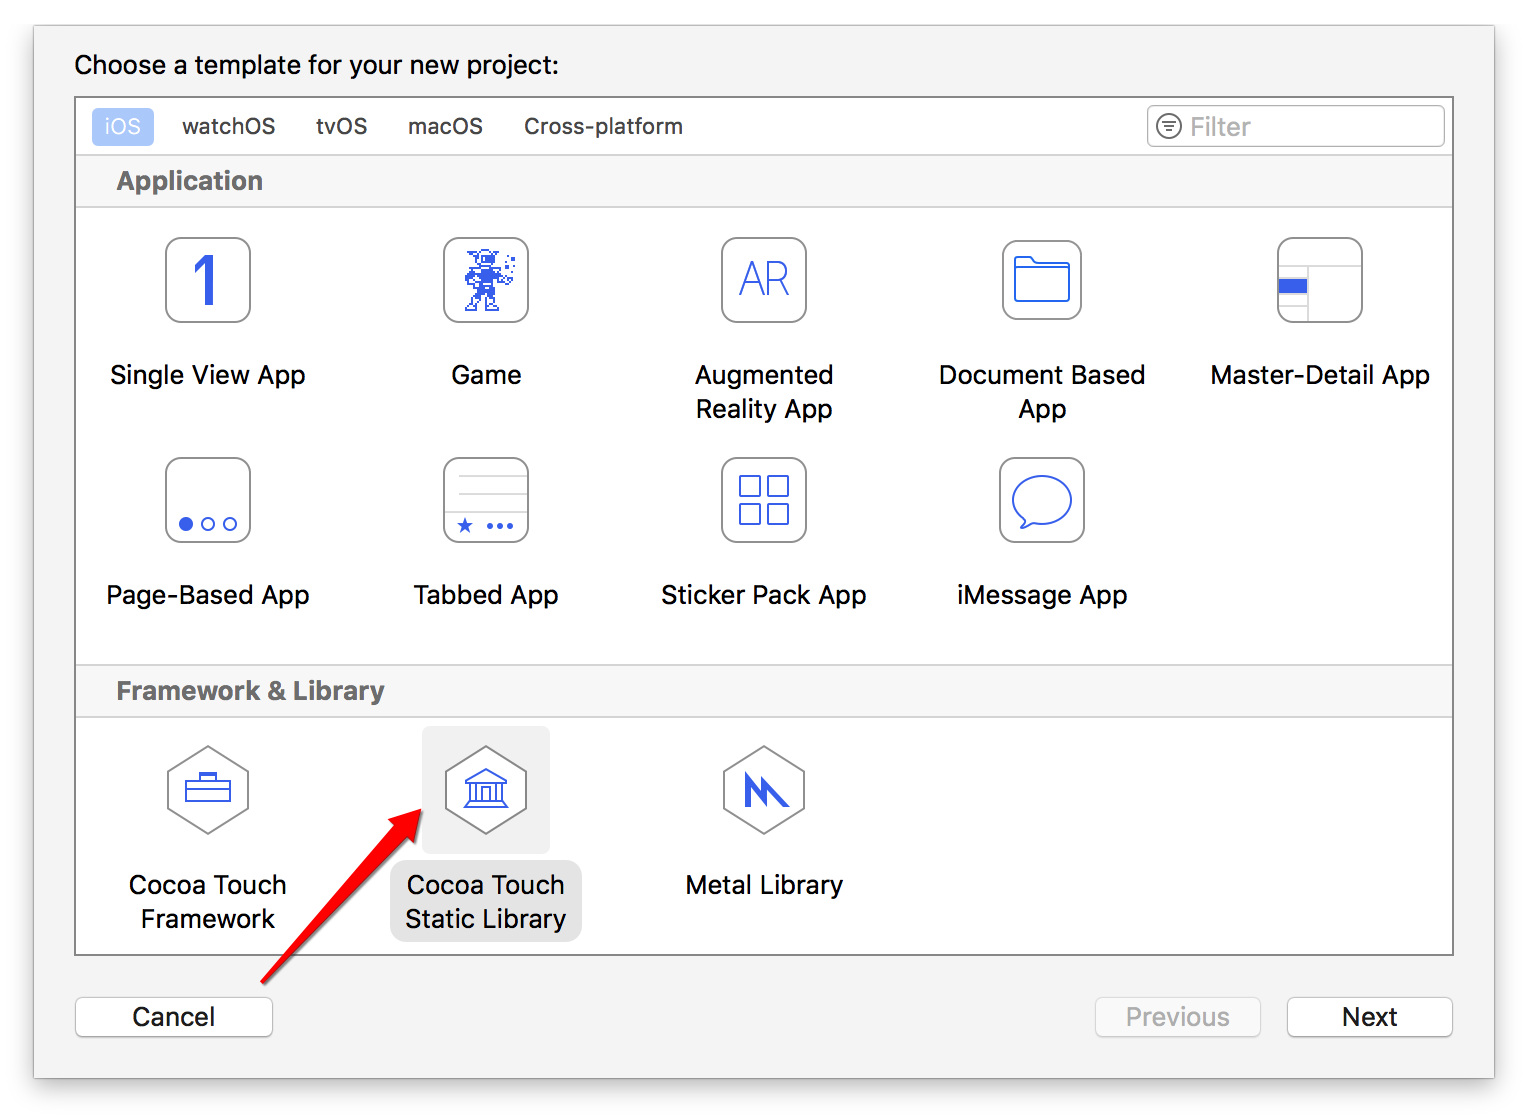 Choose a template for your new project:
iOS watchOS tvOS macOS Cross-platform Filter
Application
1 AR
Single View App Game Augmented Document Based Master-Detail App
Reality App App
Page-Based App Tabbed App Sticker Pack App iMessage App
Framework & Library
Cocoa Touch Cocoa Touch Metal Library
Framework Static Library
Cancel Previous Next